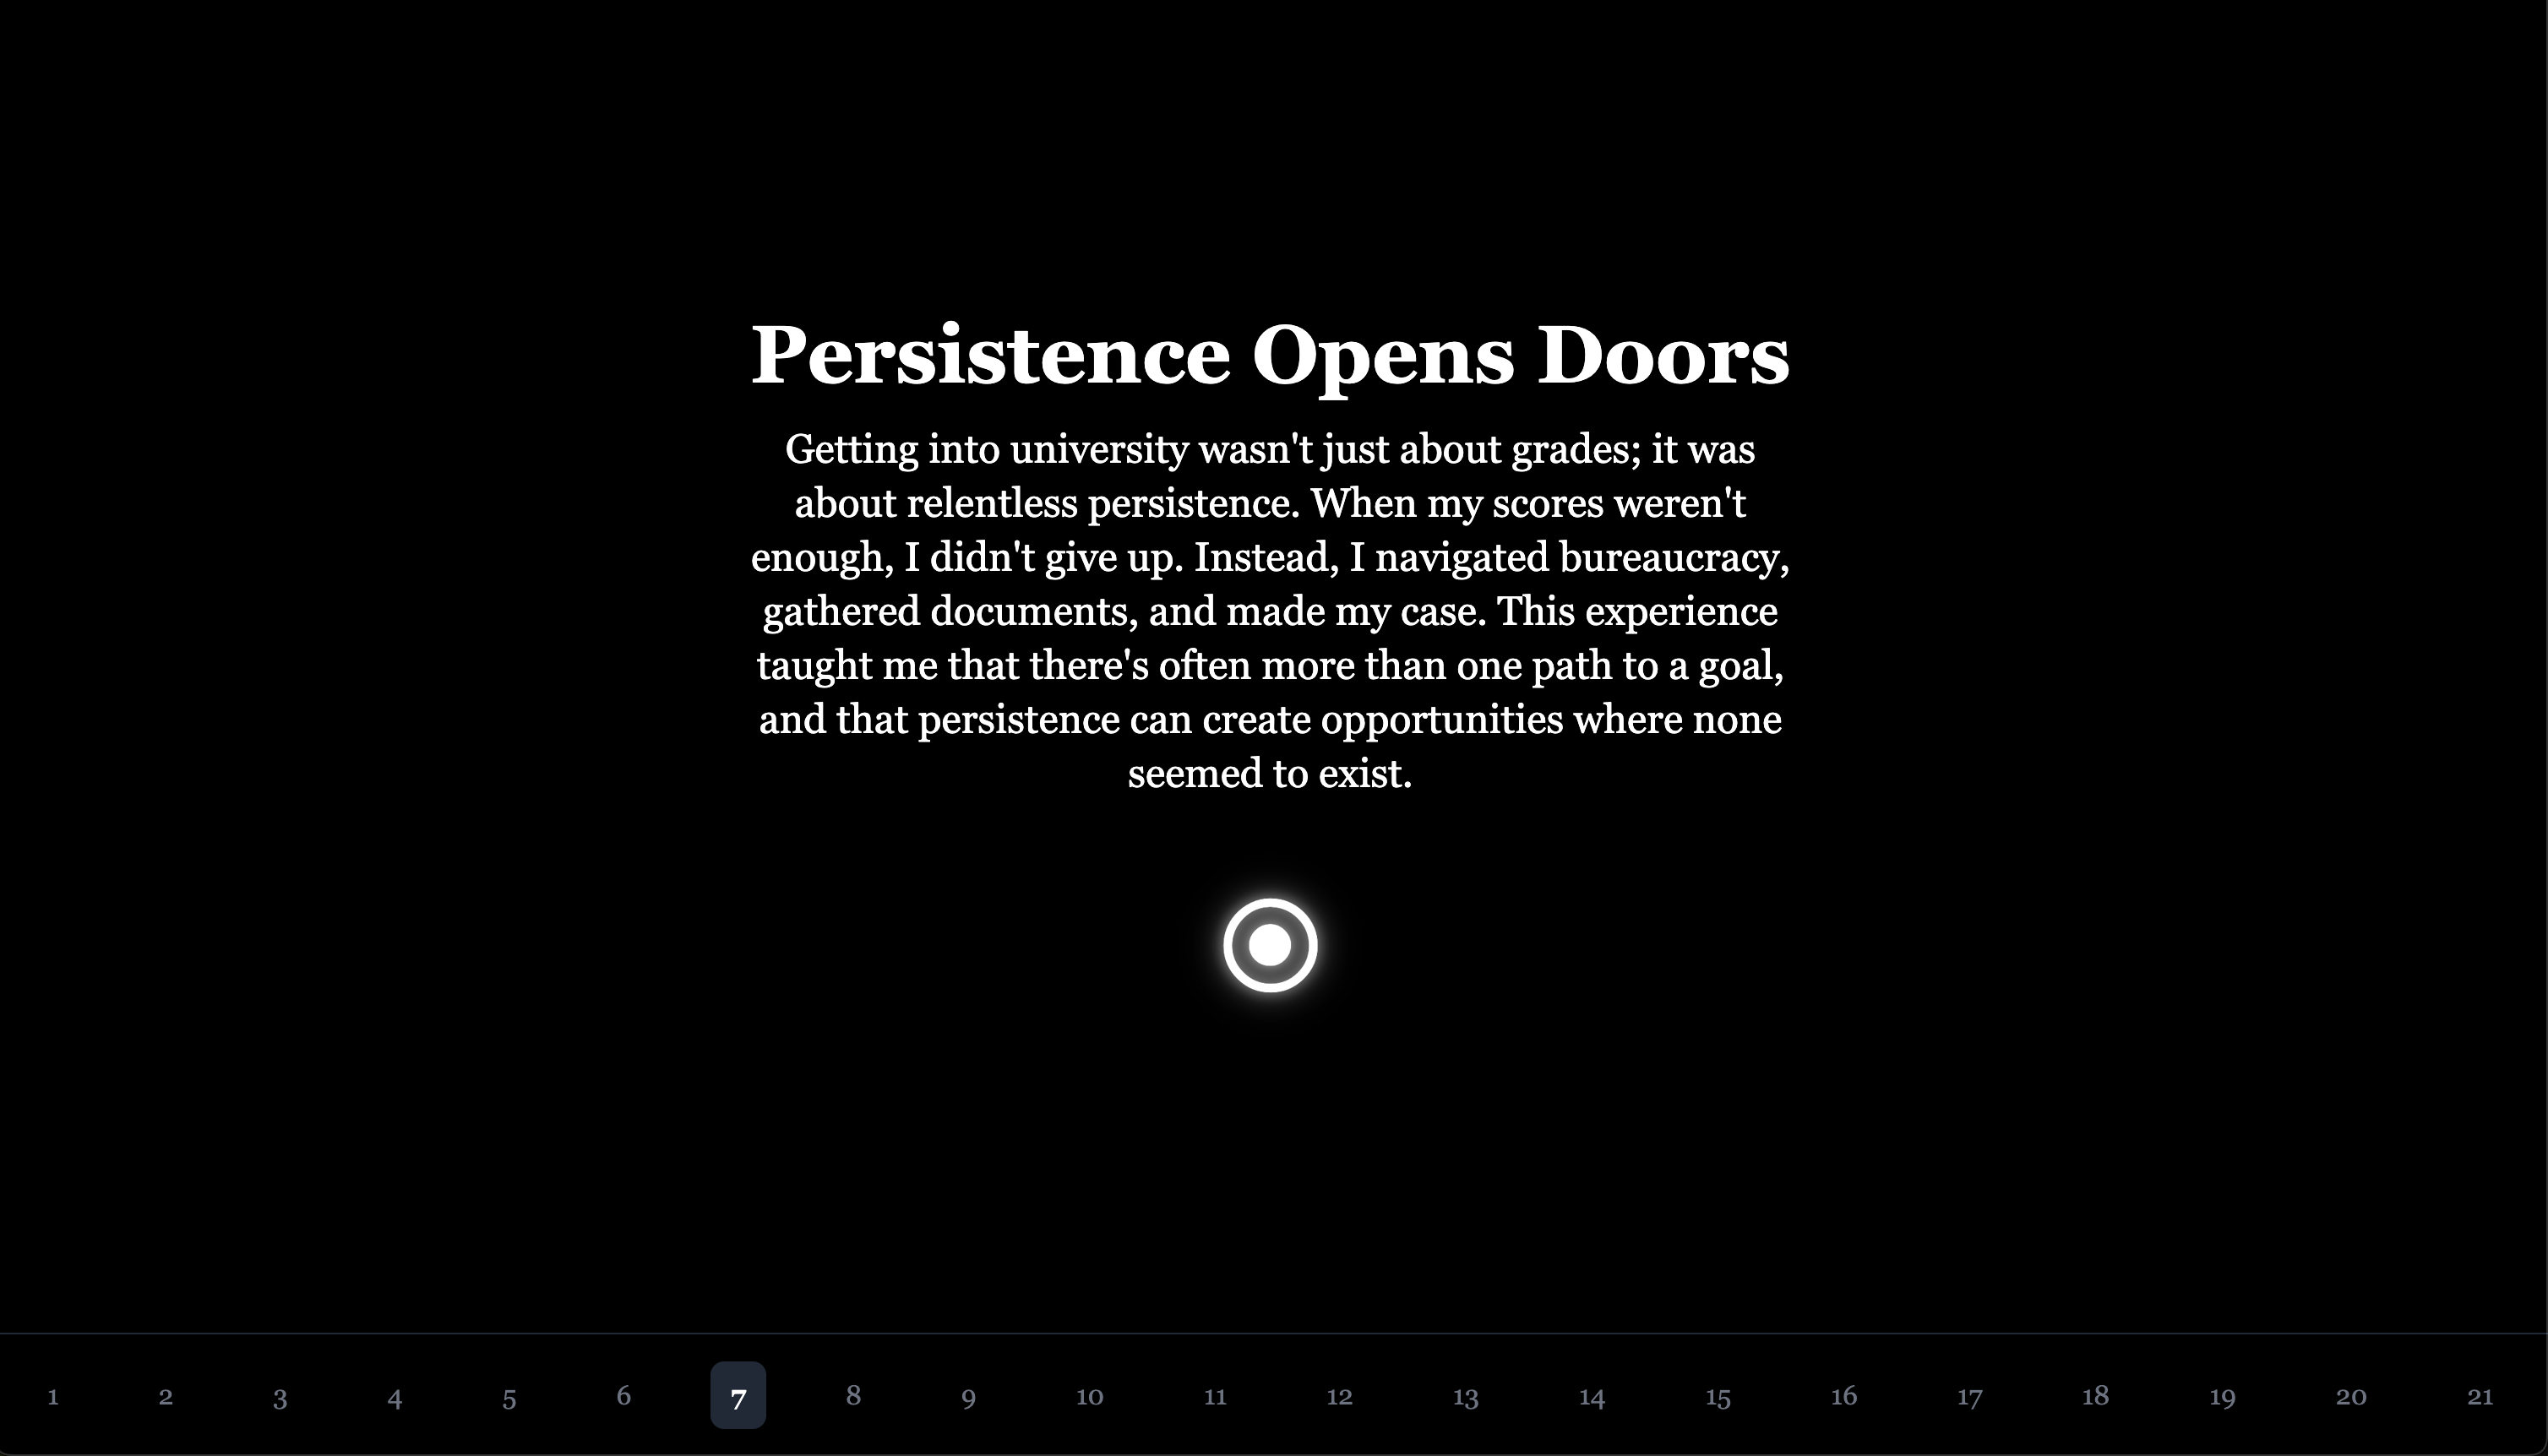 Persistence Opens Doors
Getting into university wasn't just about grades; it was
about relentless persistence. When my scores weren't
enough, I didn't give up. Instead, I navigated bureaucracy,
gathered documents, and made my case. This experience
taught me that there's often more than one path to a goal,
and that persistence can create opportunities where none
seemed to exist.
1 2 3 4 5 6 7 8 9 10 11 12 13 14 15 16 17 18 19 20 21